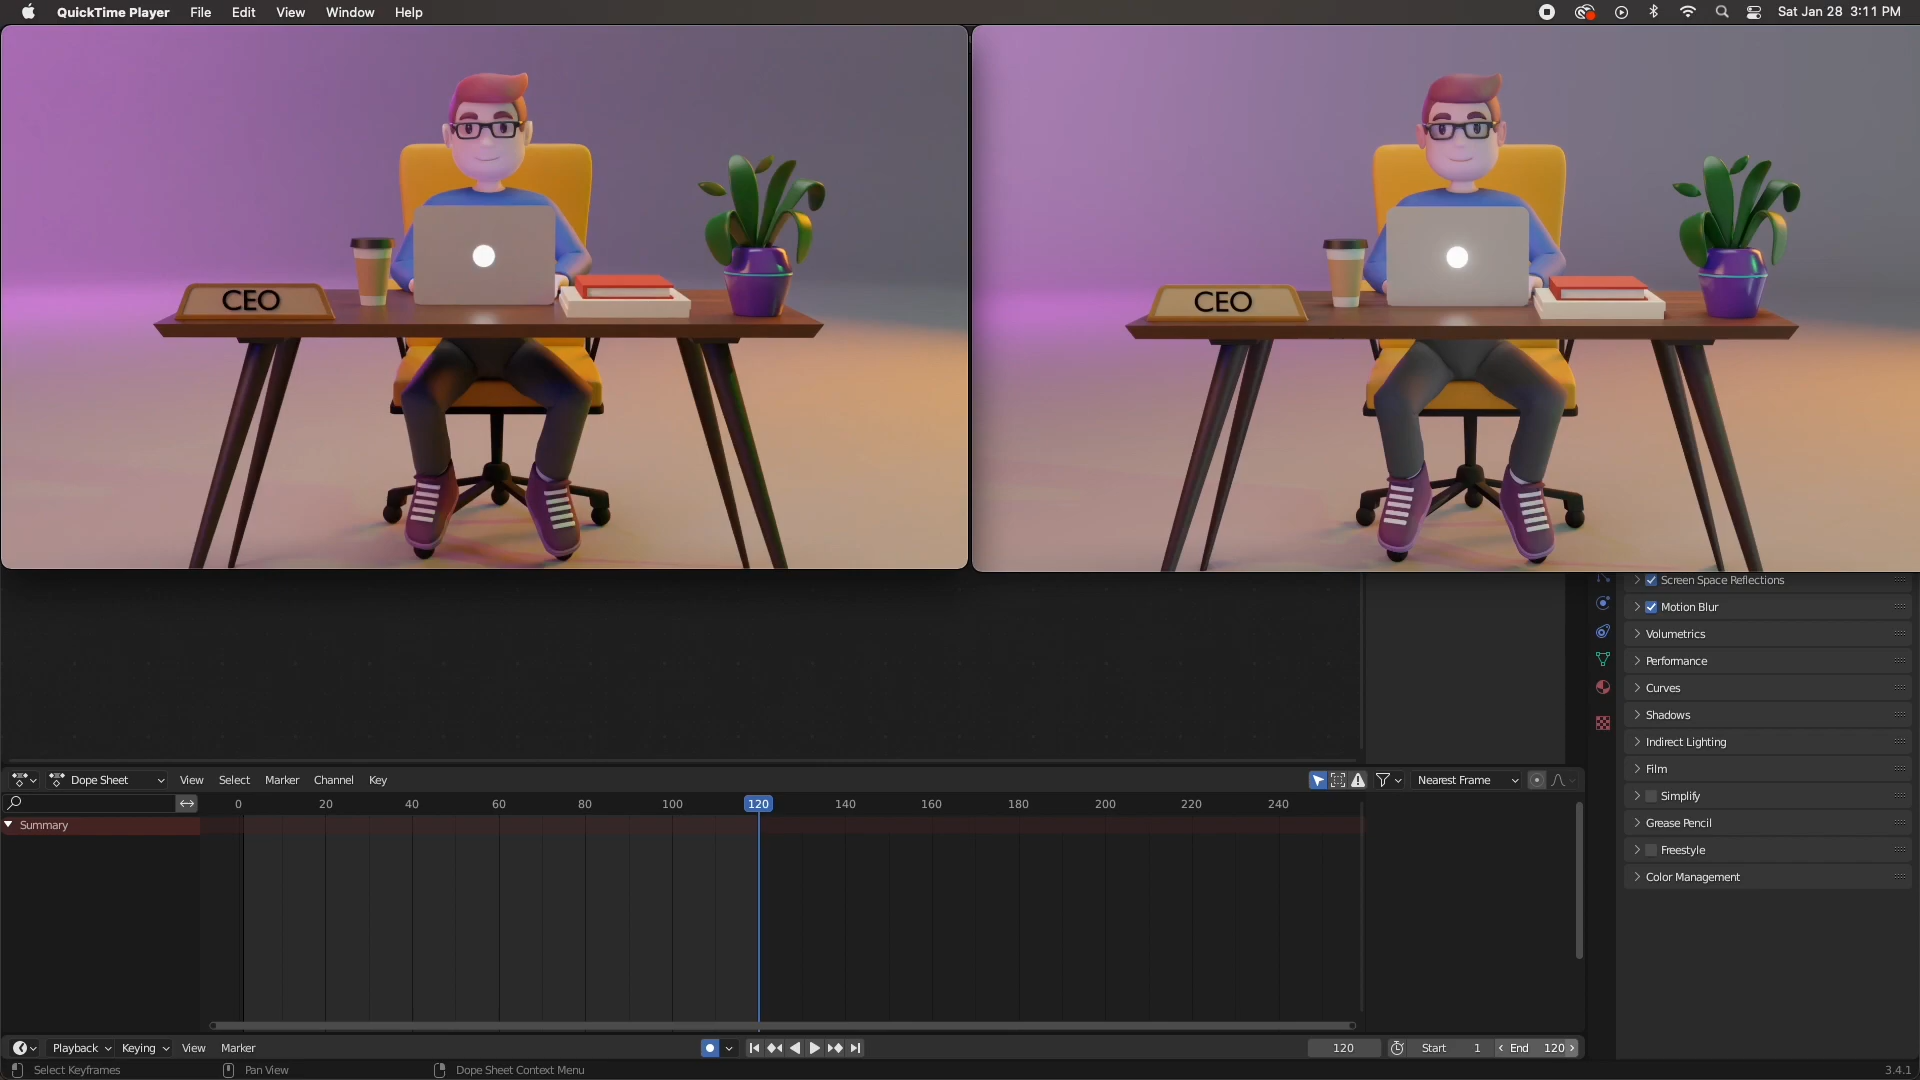 QuickTime Player File Edit View Window Help
Sat Jan 28 3:11 PM
CEO
CEO
Screen Space Reflections
Motion Blur
Volumetrics
Performance
Curves
Shadows
Indirect Lighting
Film
Simplify
Grease Pencil
Freestyle
Color Management
Dope Sheet View Select Marker Channel Key Nearest Frame
0 20 40 60 80 100 120 140 160 180 200 220 240
Summary
Playback Keying View Marker 120 Start 1 End 120
Select Keyframes Pan View Dope Sheet Context Menu 3.4.1